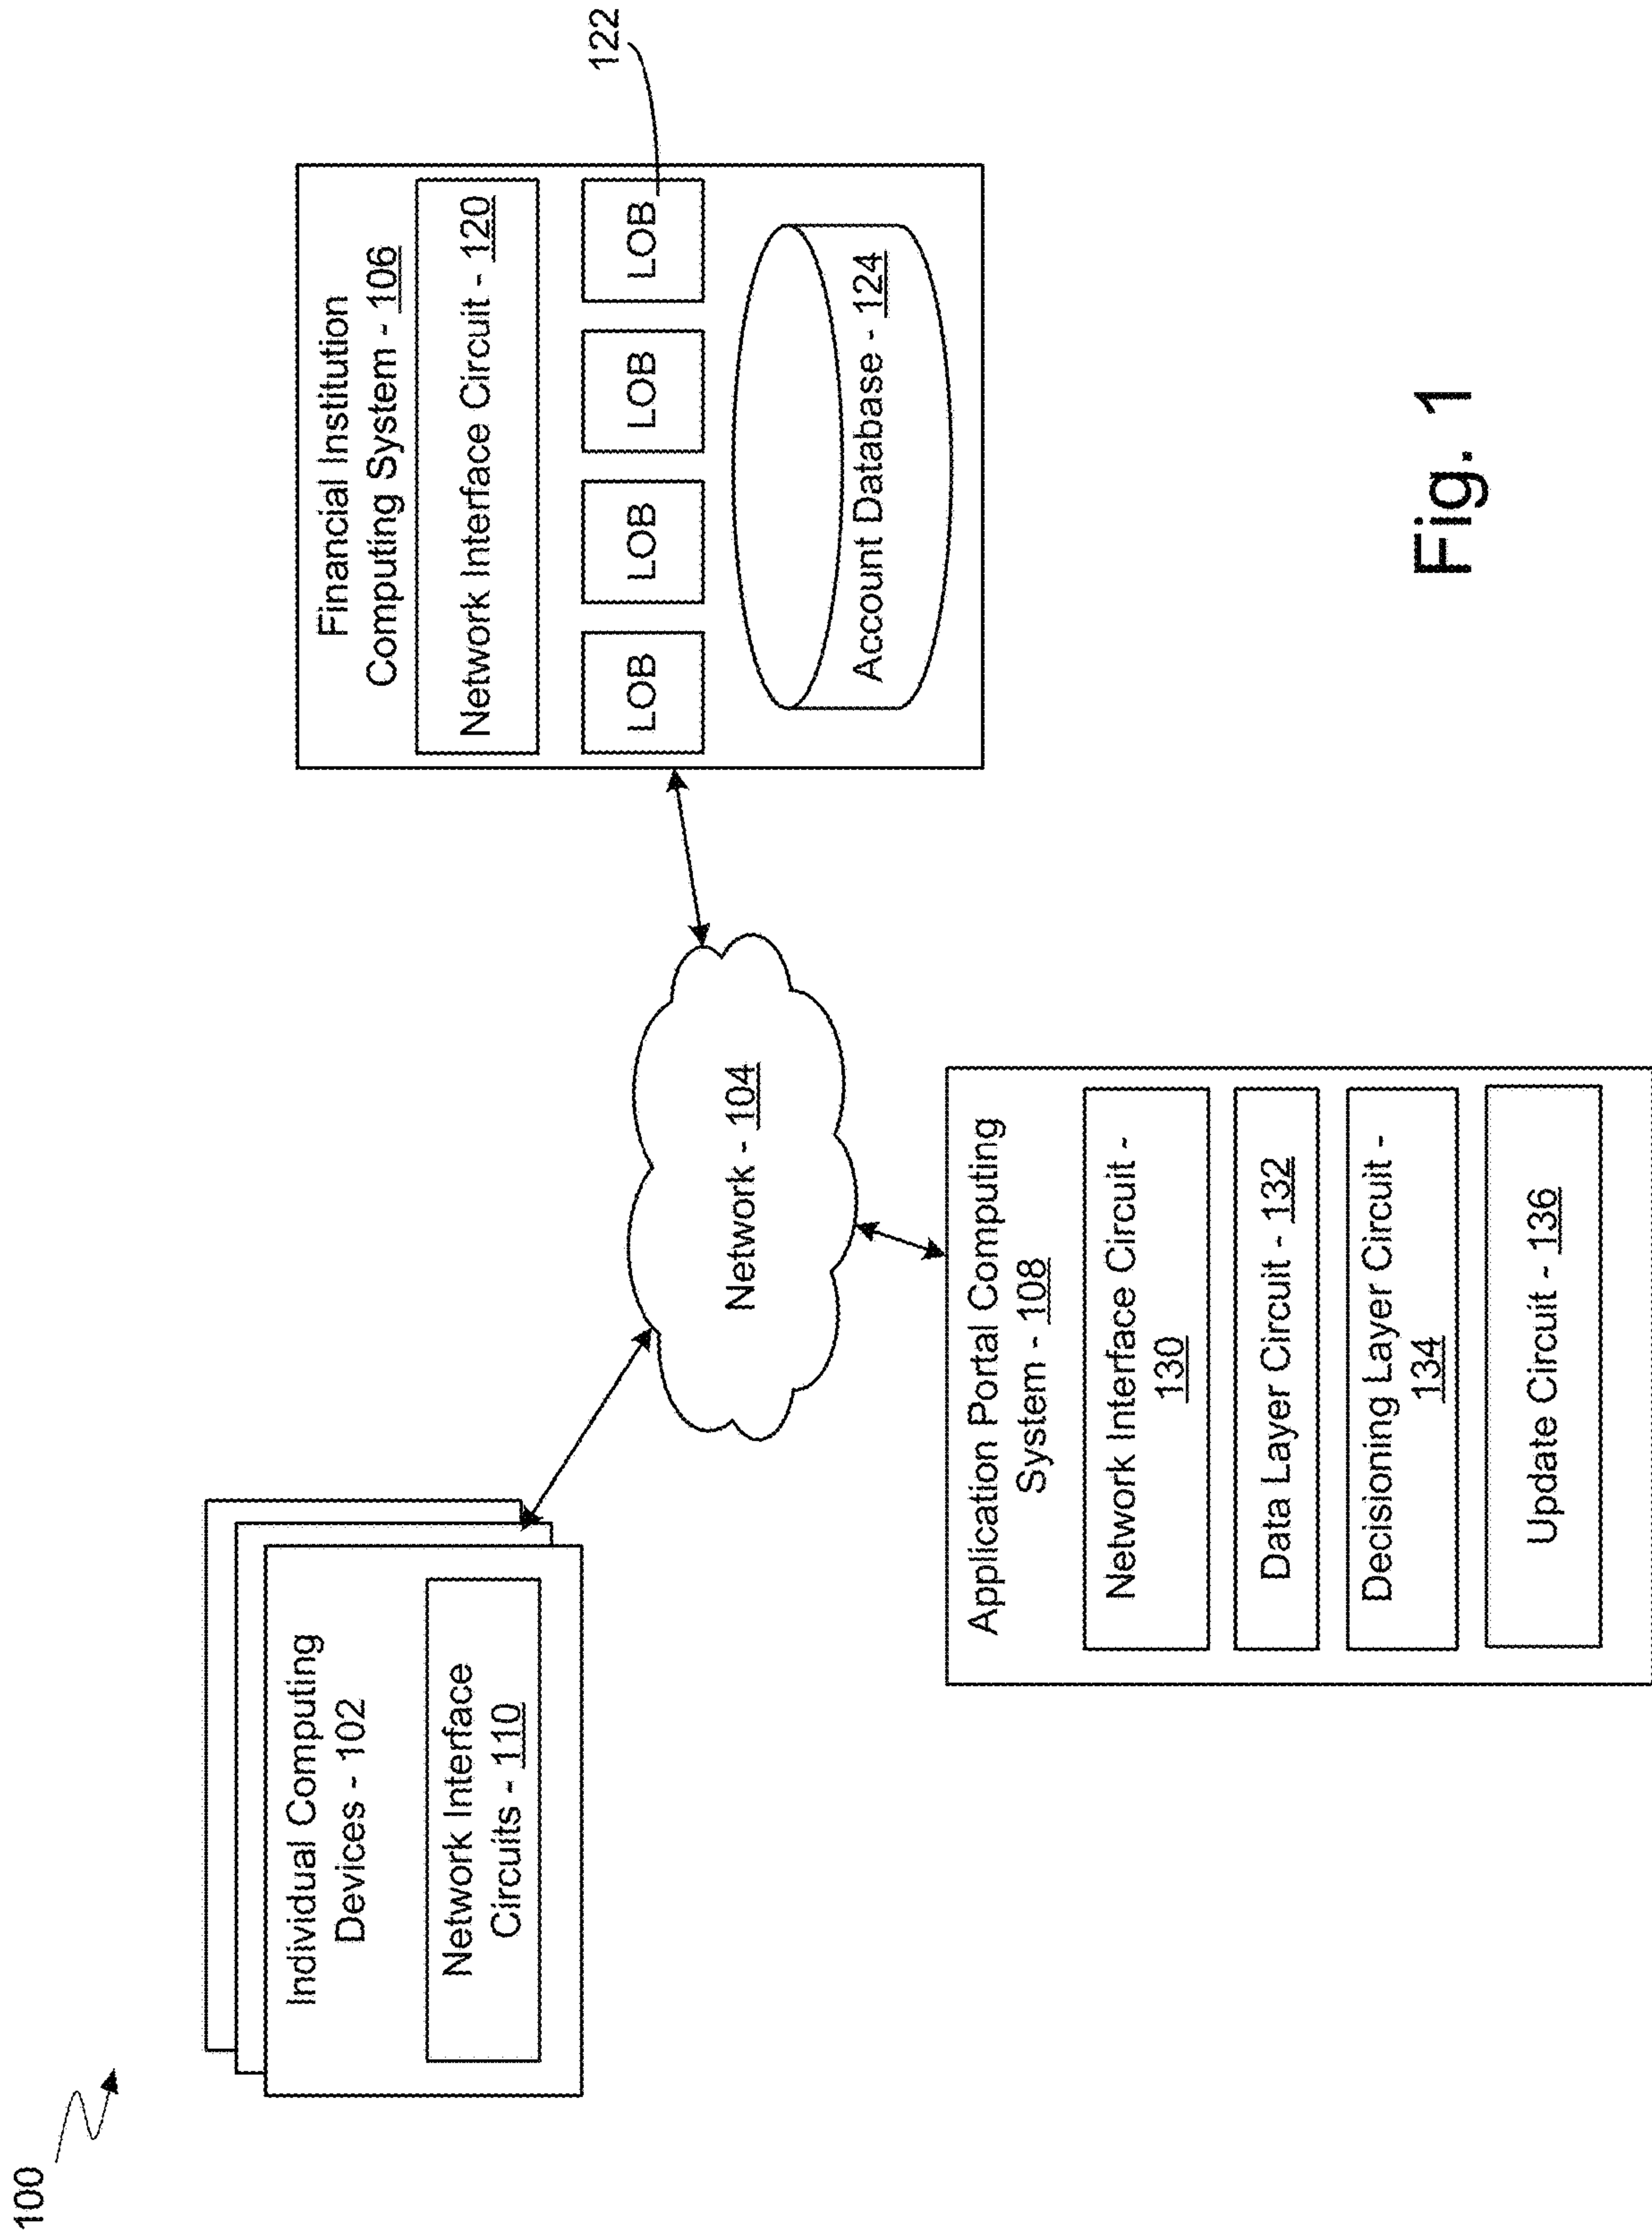 100
Individual Computing
Devices - 102
Network Interface
Circuits - 110
Network - 104
Financial Institution
Computing System - 106
Network Interface Circuit - 120
LOB
LOB
LOB
LOB
122
Account Database - 124
Application Portal Computing
System - 108
Network Interface Circuit -
130
Data Layer Circuit - 132
Decisioning Layer Circuit -
134
Update Circuit - 136
Fig. 1